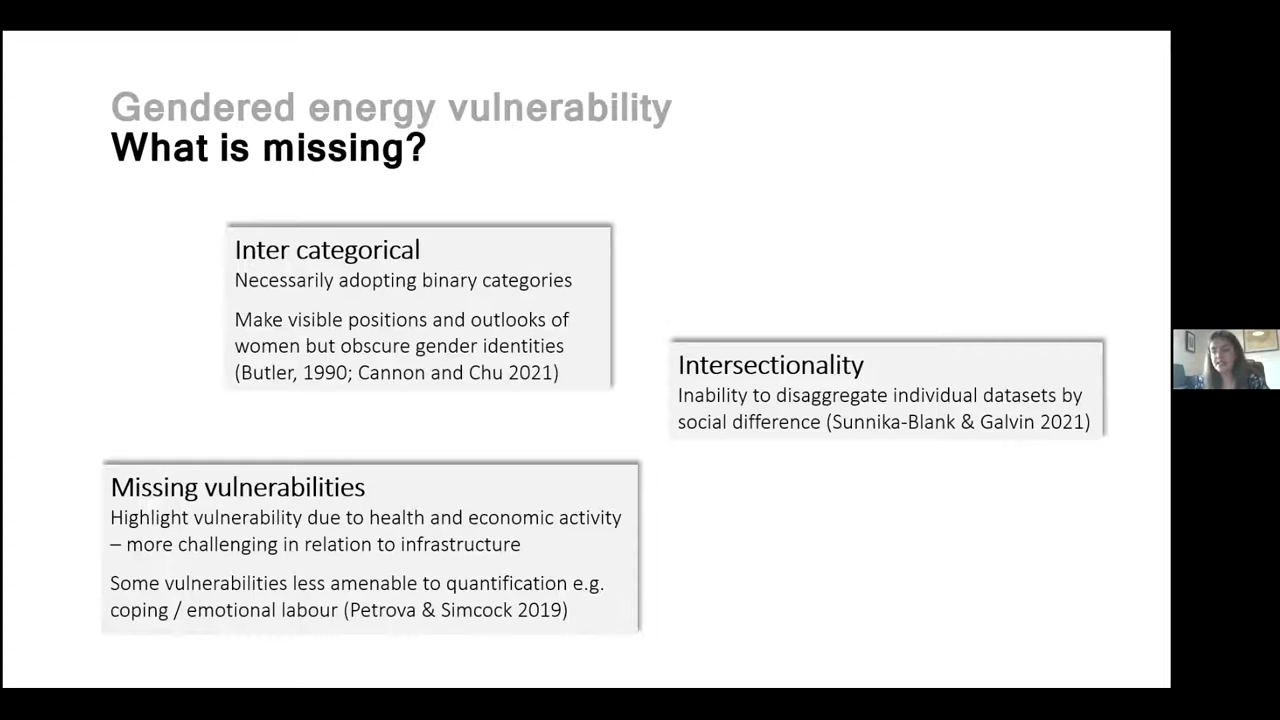 Gendered energy vulnerability
What is missing?
Inter categorical
Necessarily adopting binary categories
Make visible positions and outlooks of
women but obscure gender identities
(Butler, 1990; Cannon and Chu 2021)
Intersectionality
Inability to disaggregate individual datasets by
social difference (Sunnika-Blank & Galvin 2021)
Missing vulnerabilities
Highlight vulnerability due to health and economic activity
– more challenging in relation to infrastructure
Some vulnerabilities less amenable to quantification e.g.
coping / emotional labour (Petrova & Simcock 2019)